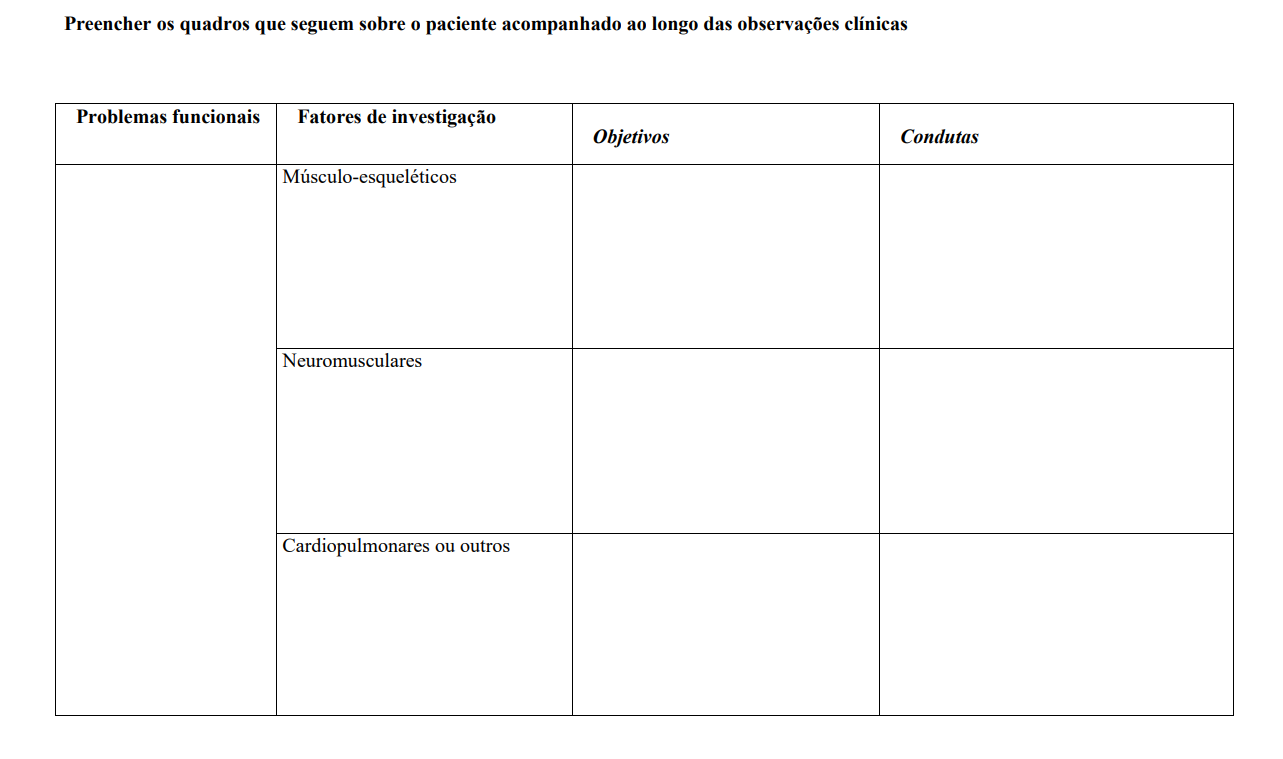 Preencher os quadros que seguem sobre o paciente acompanhado ao longo das observações clínicas
Problemas funcionais
Fatores de investigação
Objetivos
Condutas
Músculo-esqueléticos
Neuromusculares
Cardiopulmonares ou outros